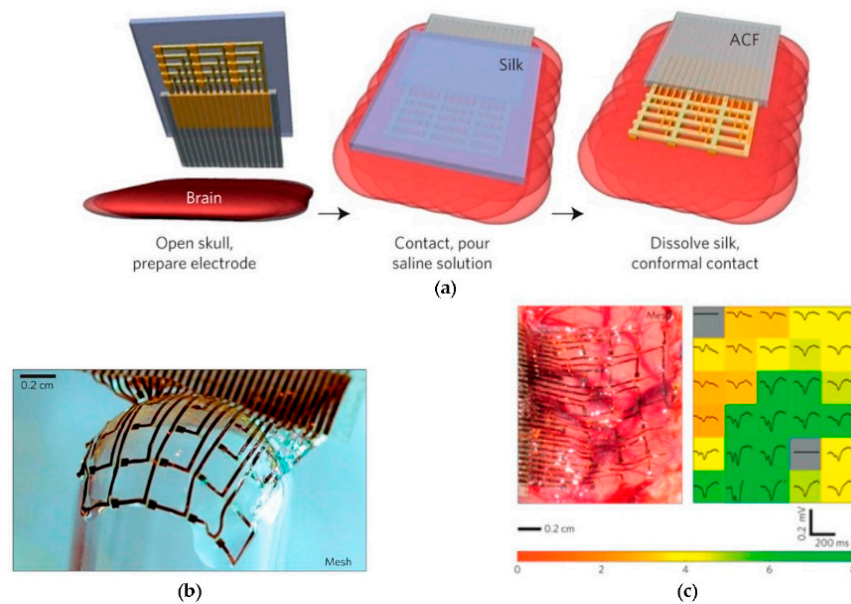 Silk
ACF
Brain
Open skull,
prepare electrode
Contact, pour
saline solution
Dissolve silk,
conformal contact
(a)
0.2 cm
Mesh
(b)
Mesh
0.2 cm
0.2 mV
200 ms
0 2 4 6
(c)